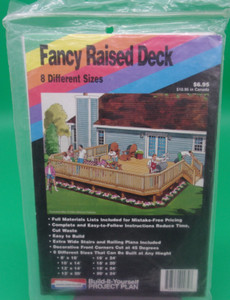 Fancy Raised Deck
8 Different Sizes
$6.95
$10.95 in Canada
• Full Materials Lists Included for Mistake-Free Pricing
• Complete and Easy-to-Follow Instructions Reduce Time,
Cut Waste
• Easy to Build
• Extra Wide Stairs and Railing Plans Included
• Decorative Front Corners Cut at 45 Degrees
• 8 Different Sizes That Can Be Built at Any Height
Build-It-Yourself
PROJECT PLAN